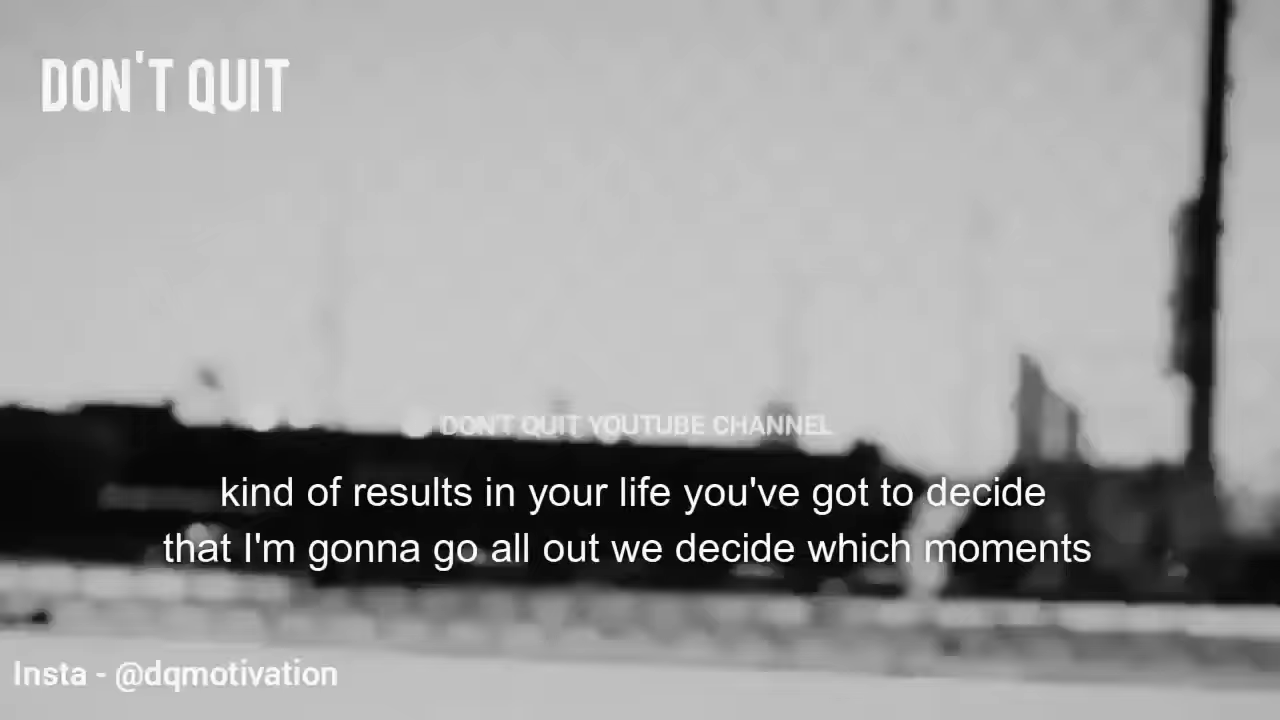 DON'T QUIT
DON'T QUIT YOUTUBE CHANNEL
kind of results in your life you've got to decide
that I'm gonna go all out we decide which moments
Insta - @dqmotivation